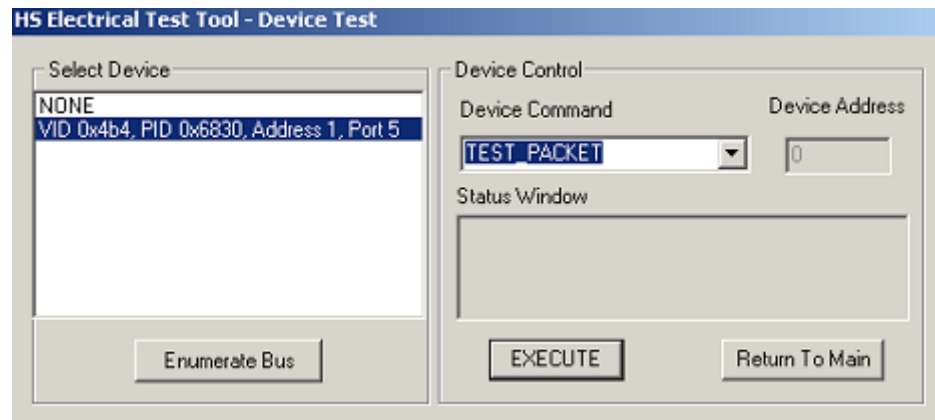 HS Electrical Test Tool - Device Test
Select Device
NONE
VID 0x4b4, PID 0x6830, Address 1, Port 5
Enumerate Bus
Device Control
Device Command
Device Address
TEST_PACKET
0
Status Window
EXECUTE
Return To Main